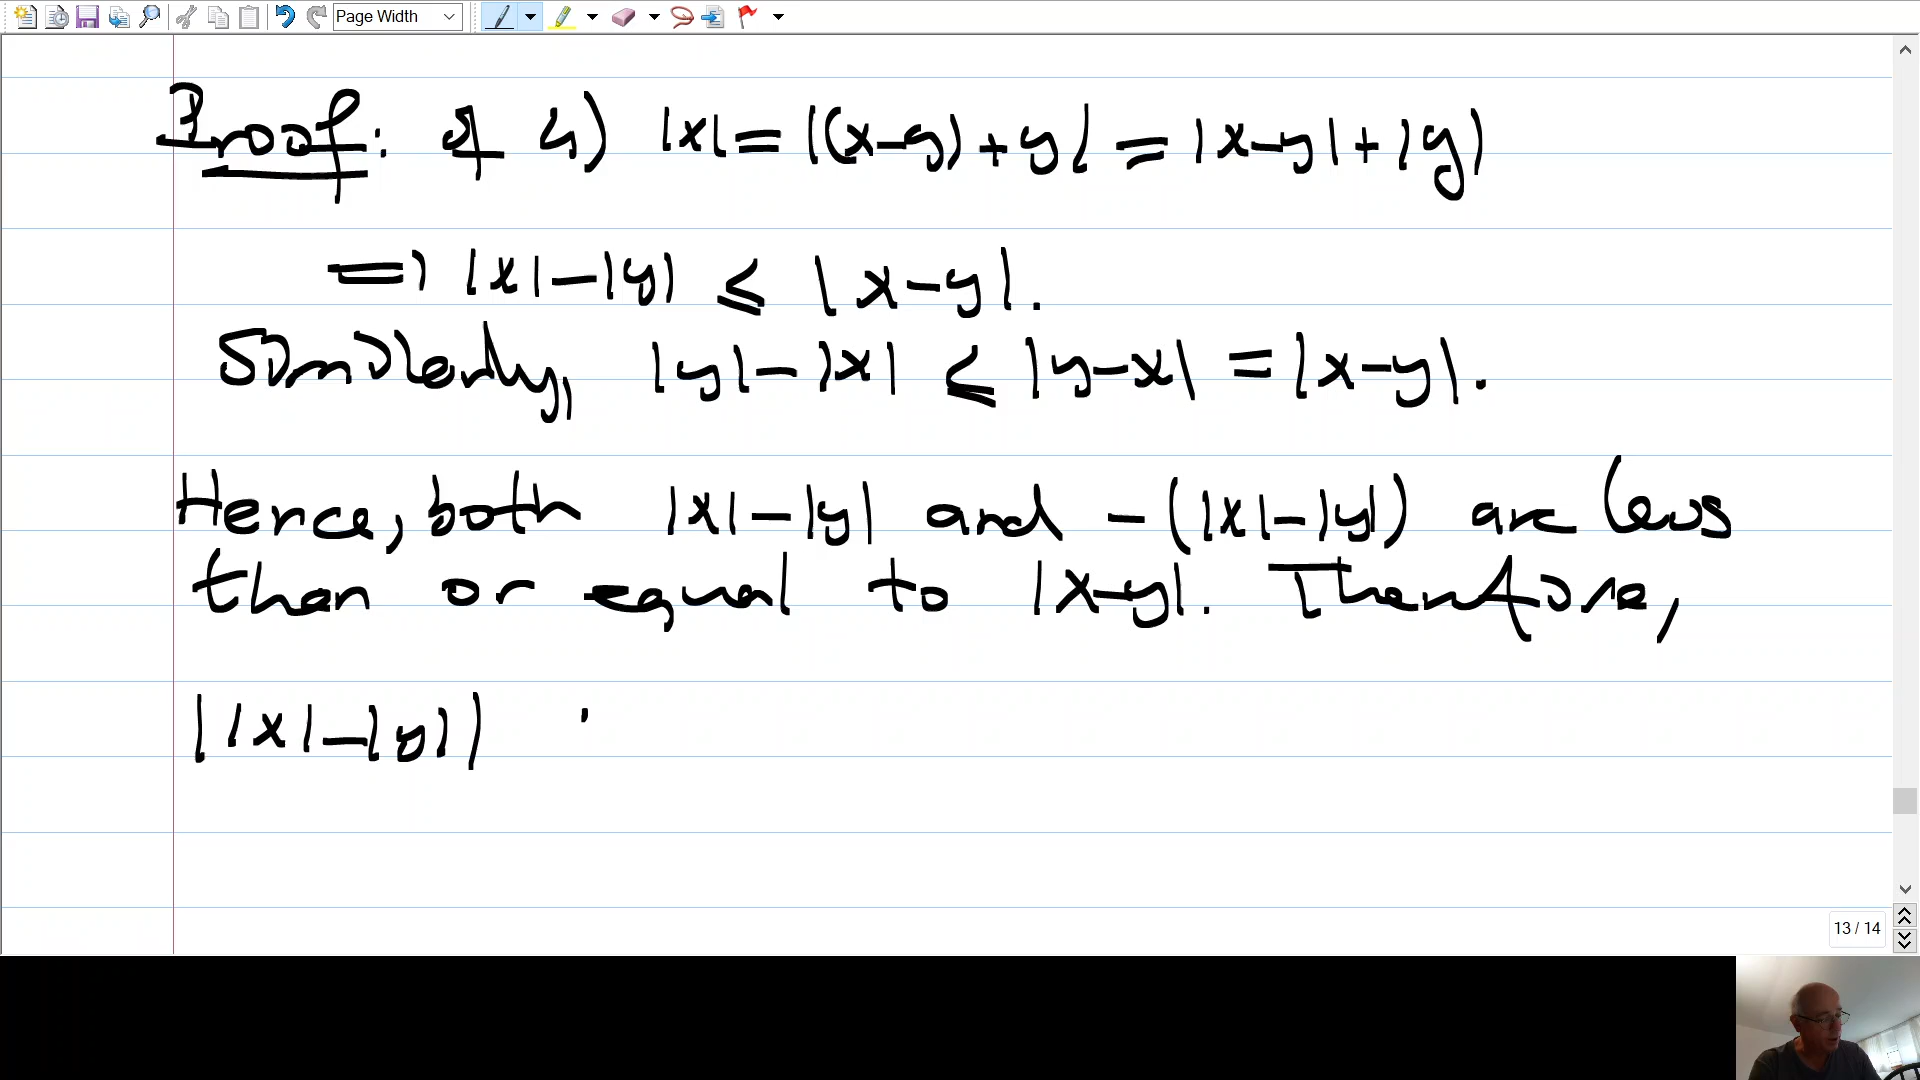 Page Width
Proof: of 4) |x| = |(x-y)+y| = |x-y|+|y|
=> |x|-|y| ≤ |x-y|.
Similarly, |y|-|x| ≤ |y-x| = |x-y|.
Hence, both |x|-|y| and -(|x|-|y|) are less
than or equal to |x-y|. Therefore,
||x|-|y||
13 / 14